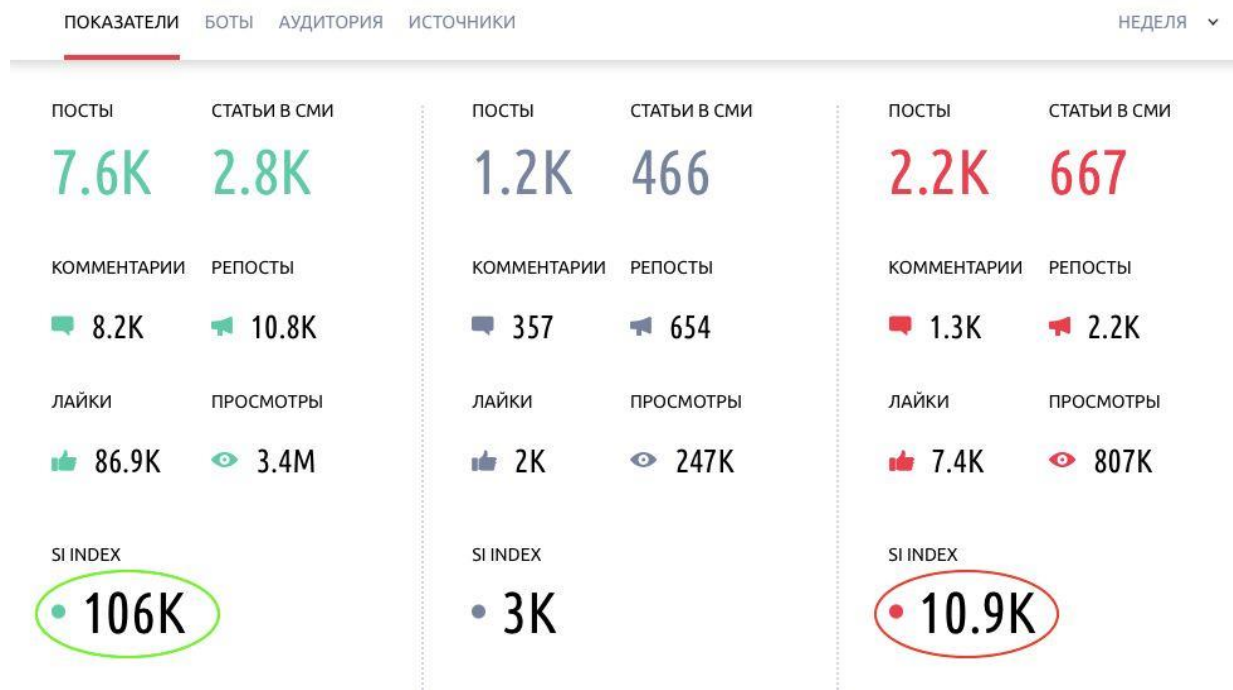 ПОКАЗАТЕЛИ БОТЫ АУДИТОРИЯ ИСТОЧНИКИ НЕДЕЛЯ
ПОСТЫ СТАТЬИ В СМИ ПОСТЫ СТАТЬИ В СМИ ПОСТЫ СТАТЬИ В СМИ
7.6K 2.8K 1.2K 466 2.2K 667
КОММЕНТАРИИ РЕПОСТЫ КОММЕНТАРИИ РЕПОСТЫ КОММЕНТАРИИ РЕПОСТЫ
8.2K 10.8K 357 654 1.3K 2.2K
ЛАЙКИ ПРОСМОТРЫ ЛАЙКИ ПРОСМОТРЫ ЛАЙКИ ПРОСМОТРЫ
86.9K 3.4M 2K 247K 7.4K 807K
SI INDEX SI INDEX SI INDEX
106K 3K 10.9K